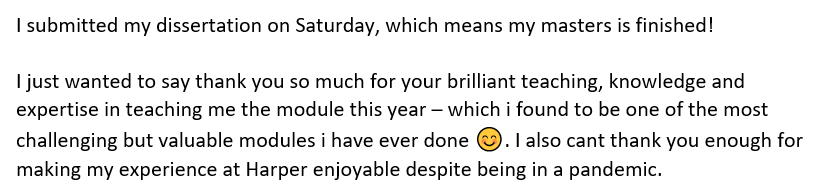 I submitted my dissertation on Saturday, which means my masters is finished!
I just wanted to say thank you so much for your brilliant teaching, knowledge and
expertise in teaching me the module this year – which i found to be one of the most
challenging but valuable modules i have ever done 😊. I also cant thank you enough for
making my experience at Harper enjoyable despite being in a pandemic.